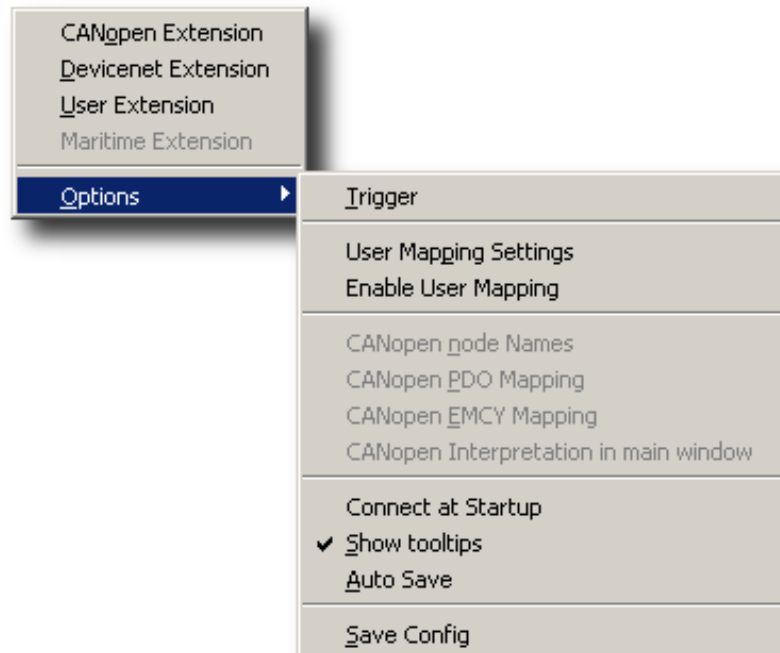 CANopen Extension
Devicenet Extension
User Extension
Maritime Extension
Options
Trigger
User Mapping Settings
Enable User Mapping
CANopen node Names
CANopen PDO Mapping
CANopen EMCY Mapping
CANopen Interpretation in main window
Connect at Startup
Show tooltips
Auto Save
Save Config